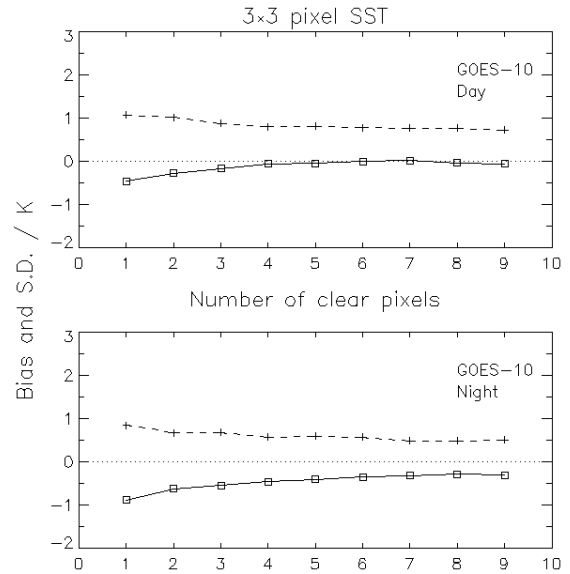 3×3 pixel SST
3
2
1
0
−1
−2
GOES−10
Day
0 1 2 3 4 5 6 7 8 9 10
Number of clear pixels
Bias and S.D. / K
3
2
1
0
−1
−2
GOES−10
Night
0 1 2 3 4 5 6 7 8 9 10